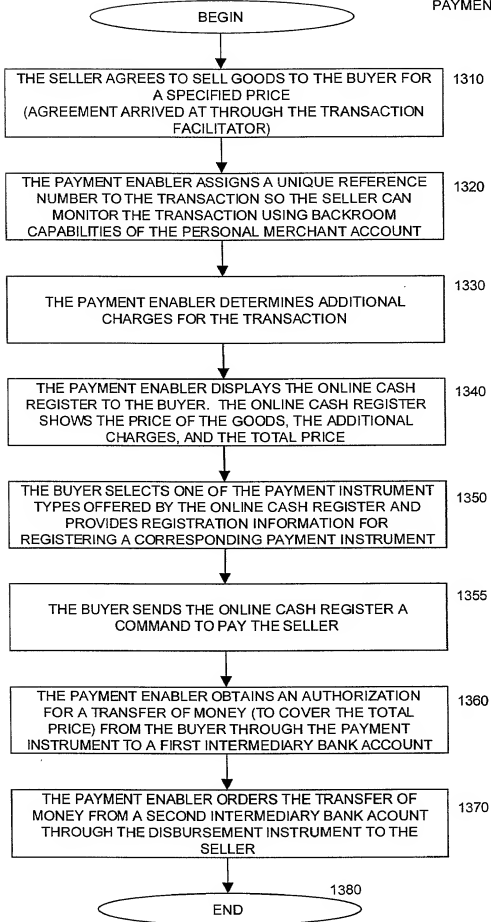 PAYMEN
BEGIN
THE SELLER AGREES TO SELL GOODS TO THE BUYER FOR
A SPECIFIED PRICE
(AGREEMENT ARRIVED AT THROUGH THE TRANSACTION
FACILITATOR)
1310
THE PAYMENT ENABLER ASSIGNS A UNIQUE REFERENCE
NUMBER TO THE TRANSACTION SO THE SELLER CAN
MONITOR THE TRANSACTION USING BACKROOM
CAPABILITIES OF THE PERSONAL MERCHANT ACCOUNT
1320
THE PAYMENT ENABLER DETERMINES ADDITIONAL
CHARGES FOR THE TRANSACTION
1330
THE PAYMENT ENABLER DISPLAYS THE ONLINE CASH
REGISTER TO THE BUYER. THE ONLINE CASH REGISTER
SHOWS THE PRICE OF THE GOODS, THE ADDITIONAL
CHARGES, AND THE TOTAL PRICE
1340
THE BUYER SELECTS ONE OF THE PAYMENT INSTRUMENT
TYPES OFFERED BY THE ONLINE CASH REGISTER AND
PROVIDES REGISTRATION INFORMATION FOR
REGISTERING A CORRESPONDING PAYMENT INSTRUMENT
1350
THE BUYER SENDS THE ONLINE CASH REGISTER A
COMMAND TO PAY THE SELLER
1355
THE PAYMENT ENABLER OBTAINS AN AUTHORIZATION
FOR A TRANSFER OF MONEY (TO COVER THE TOTAL
PRICE) FROM THE BUYER THROUGH THE PAYMENT
INSTRUMENT TO A FIRST INTERMEDIARY BANK ACCOUNT
1360
THE PAYMENT ENABLER ORDERS THE TRANSFER OF
MONEY FROM A SECOND INTERMEDIARY BANK ACOUNT
THROUGH THE DISBURSEMENT INSTRUMENT TO THE
SELLER
1370
1380
END